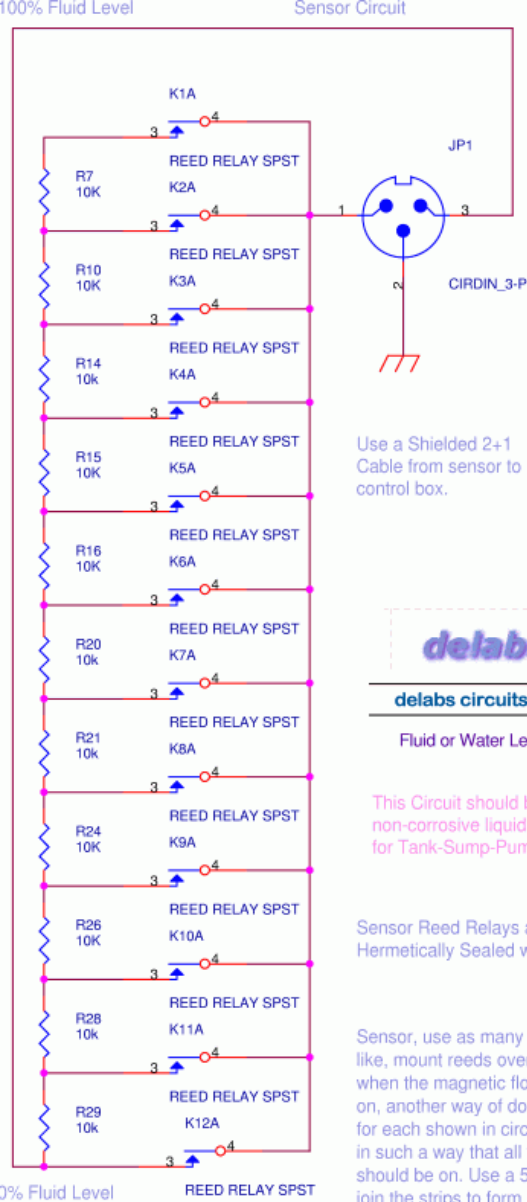 100% Fluid Level
Sensor Circuit
K1A
4
3
REED RELAY SPST
R7
10K
K2A
4
3
REED RELAY SPST
R10
10K
K3A
4
3
REED RELAY SPST
R14
10k
K4A
4
3
REED RELAY SPST
R15
10K
K5A
4
3
REED RELAY SPST
R16
10K
K6A
4
3
REED RELAY SPST
R20
10k
K7A
4
3
REED RELAY SPST
R21
10k
K8A
4
3
REED RELAY SPST
R24
10K
K9A
4
3
REED RELAY SPST
R26
10K
K10A
4
3
REED RELAY SPST
R28
10k
K11A
4
3
REED RELAY SPST
R29
10k
K12A
4
3
REED RELAY SPST
0% Fluid Level
JP1
1
3
2
CIRDIN_3-P
Use a Shielded 2+1
Cable from sensor to
control box.
delab
delabs circuits
Fluid or Water Le
This Circuit should b
non-corrosive liquid
for Tank-Sump-Pum
Sensor Reed Relays a
Hermetically Sealed w
Sensor, use as many
like, mount reeds over
when the magnetic flo
on, another way of do
for each shown in circ
in such a way that all
should be on. Use a 5
join the strips to form